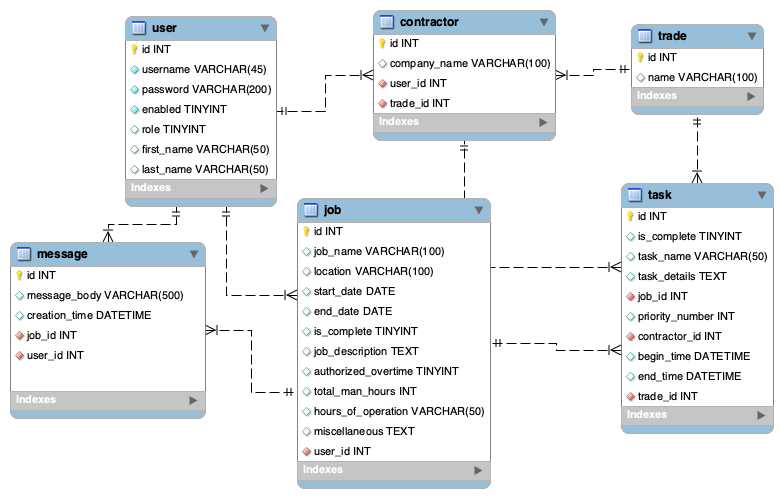 user
id INT
username VARCHAR(45)
password VARCHAR(200)
enabled TINYINT
role TINYINT
first_name VARCHAR(50)
last_name VARCHAR(50)
Indexes
contractor
id INT
company_name VARCHAR(100)
user_id INT
trade_id INT
Indexes
trade
id INT
name VARCHAR(100)
Indexes
message
id INT
message_body VARCHAR(500)
creation_time DATETIME
job_id INT
user_id INT
Indexes
job
id INT
job_name VARCHAR(100)
location VARCHAR(100)
start_date DATE
end_date DATE
is_complete TINYINT
job_description TEXT
authorized_overtime TINYINT
total_man_hours INT
hours_of_operation VARCHAR(50)
miscellaneous TEXT
user_id INT
Indexes
task
id INT
is_complete TINYINT
task_name VARCHAR(50)
task_details TEXT
job_id INT
priority_number INT
contractor_id INT
begin_time DATETIME
end_time DATETIME
trade_id INT
Indexes